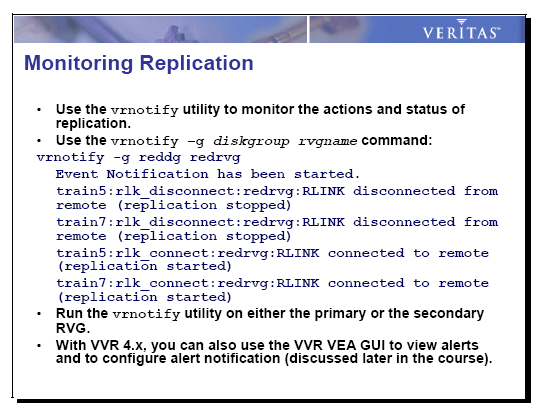 VERITAS™
Monitoring Replication
• Use the vrnotify utility to monitor the actions and status of
replication.
• Use the vrnotify –g diskgroup rvgname command:
vrnotify -g reddg redrvg
Event Notification has been started.
train5:rlk_disconnect:redrvg:RLINK disconnected from
remote (replication stopped)
train7:rlk_disconnect:redrvg:RLINK disconnected from
remote (replication stopped)
train5:rlk_connect:redrvg:RLINK connected to remote
(replication started)
train7:rlk_connect:redrvg:RLINK connected to remote
(replication started)
• Run the vrnotify utility on either the primary or the secondary
RVG.
• With VVR 4.x, you can also use the VVR VEA GUI to view alerts
and to configure alert notification (discussed later in the course).